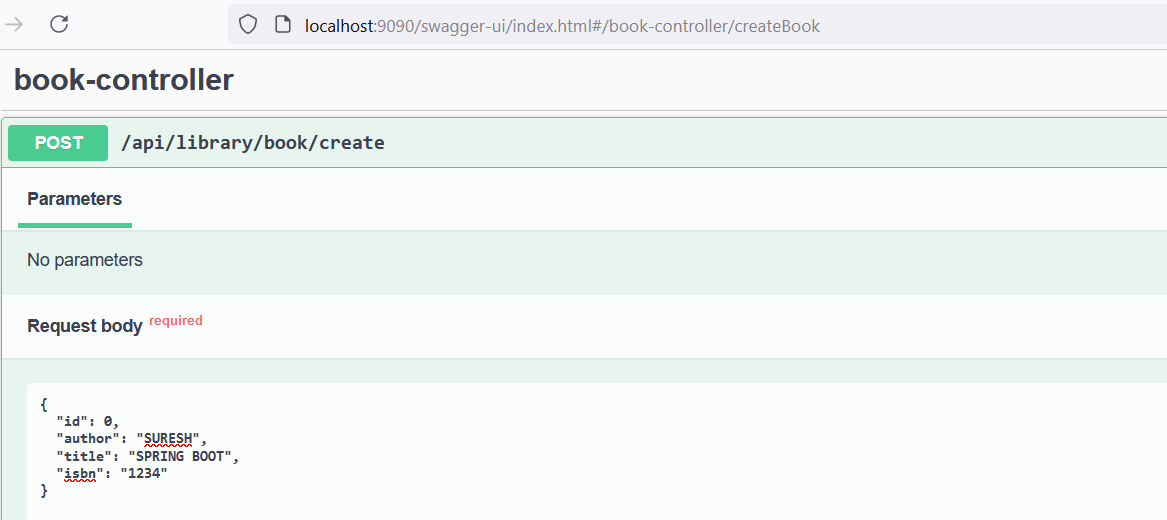 localhost:9090/swagger-ui/index.html#/book-controller/createBook
book-controller
POST /api/library/book/create
Parameters
No parameters
Request body required
{
  "id": 0,
  "author": "SURESH",
  "title": "SPRING BOOT",
  "isbn": "1234"
}